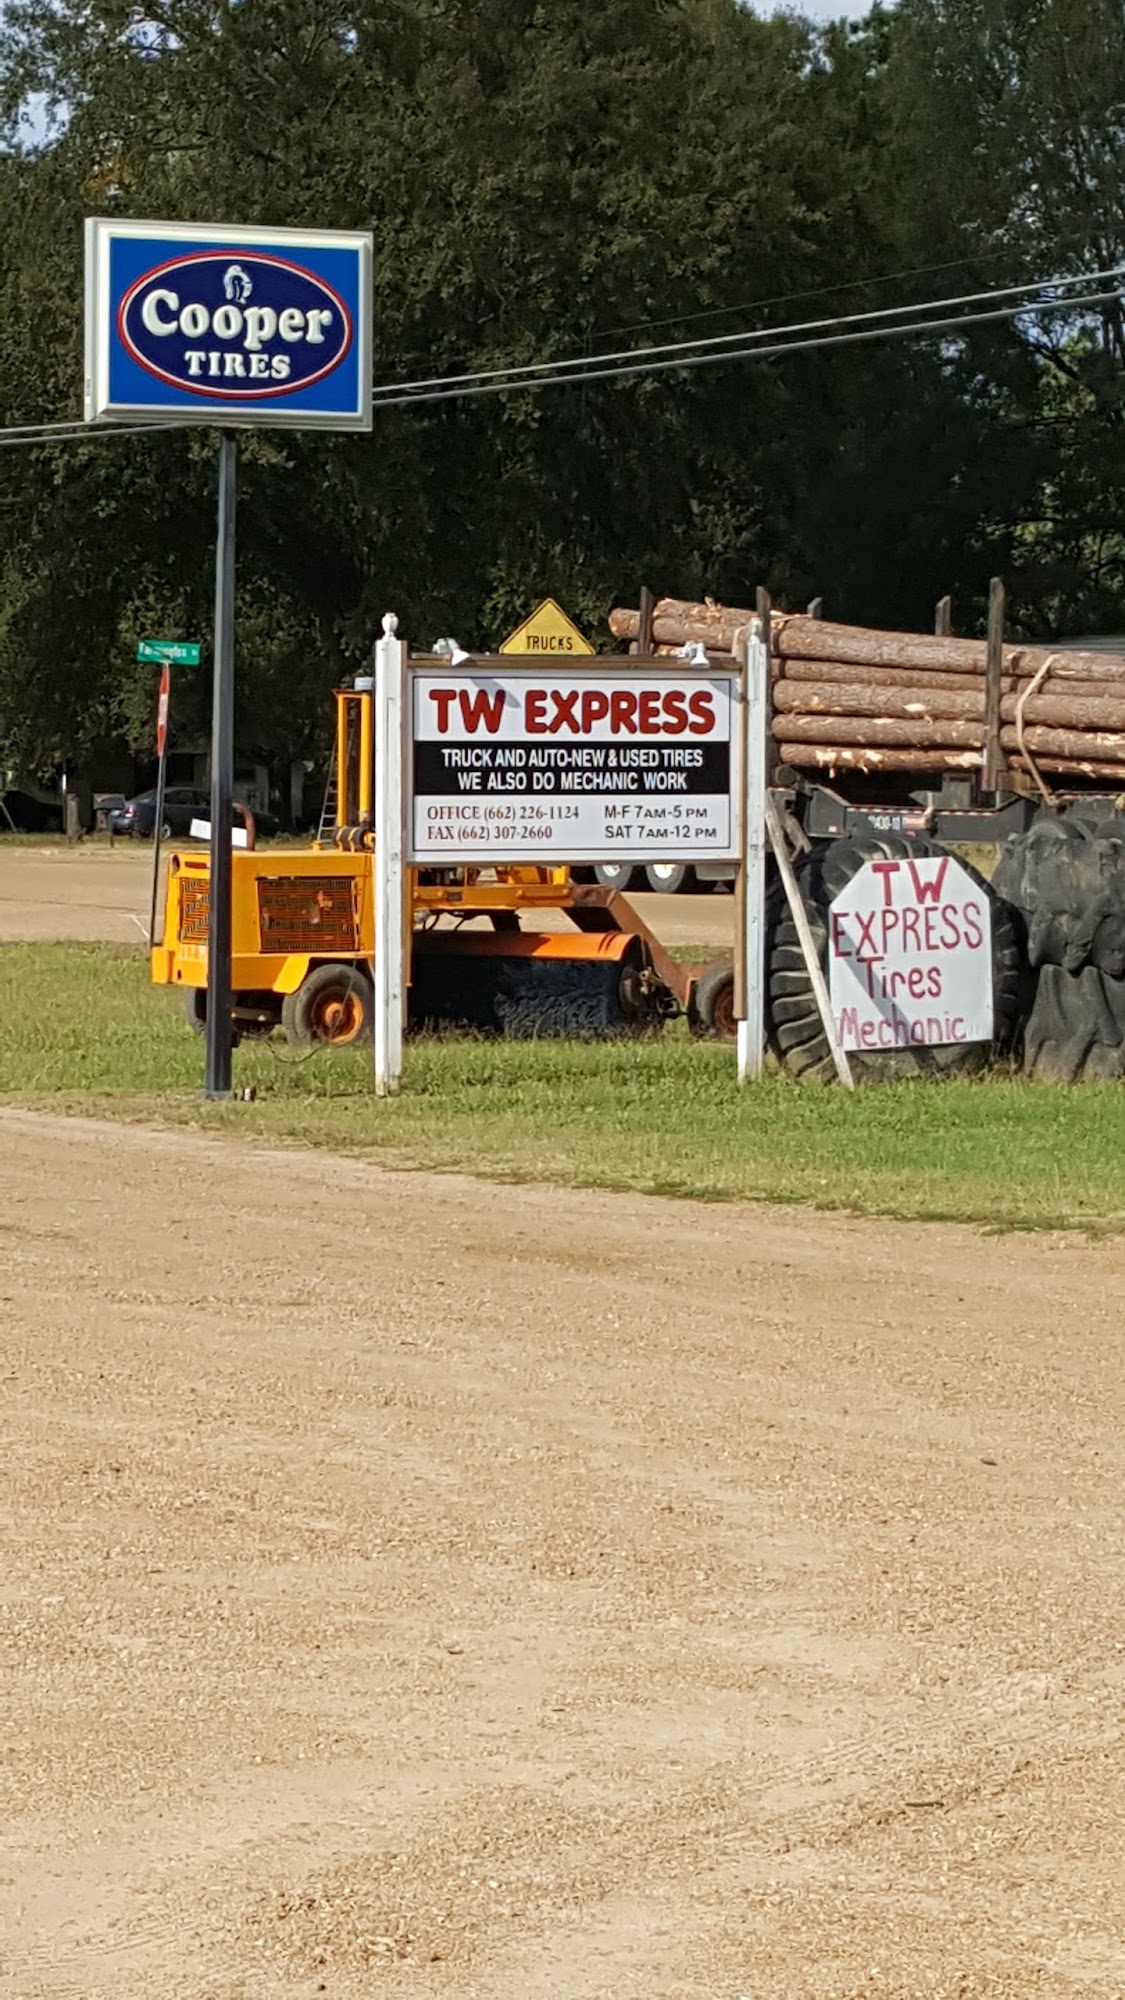 Cooper
TIRES
TRUCKS
TW EXPRESS
TRUCK AND AUTO-NEW & USED TIRES
WE ALSO DO MECHANIC WORK
OFFICE (662) 226-1124 M-F 7AM-5 PM
FAX (662) 307-2660 SAT 7AM-12 PM
TW
EXPRESS
Tires
Mechanic